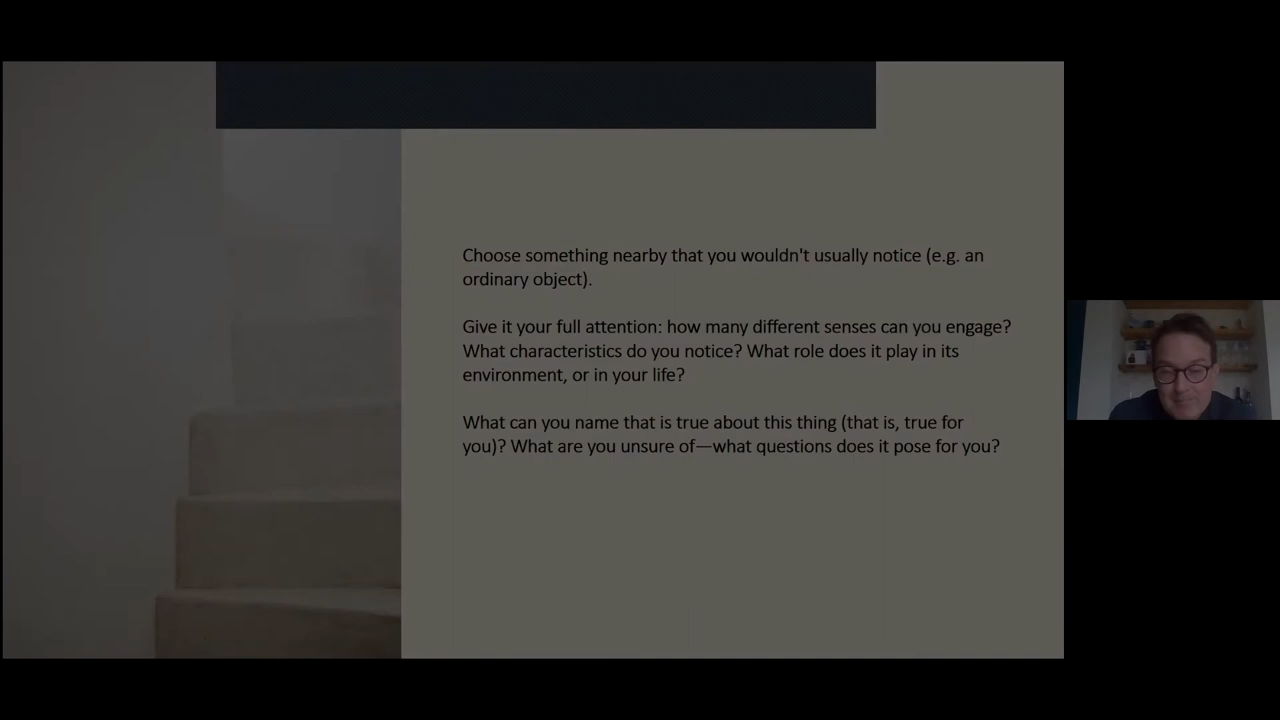 Choose something nearby that you wouldn't usually notice (e.g. an
ordinary object).
Give it your full attention: how many different senses can you engage?
What characteristics do you notice? What role does it play in its
environment, or in your life?
What can you name that is true about this thing (that is, true for
you)? What are you unsure of—what questions does it pose for you?